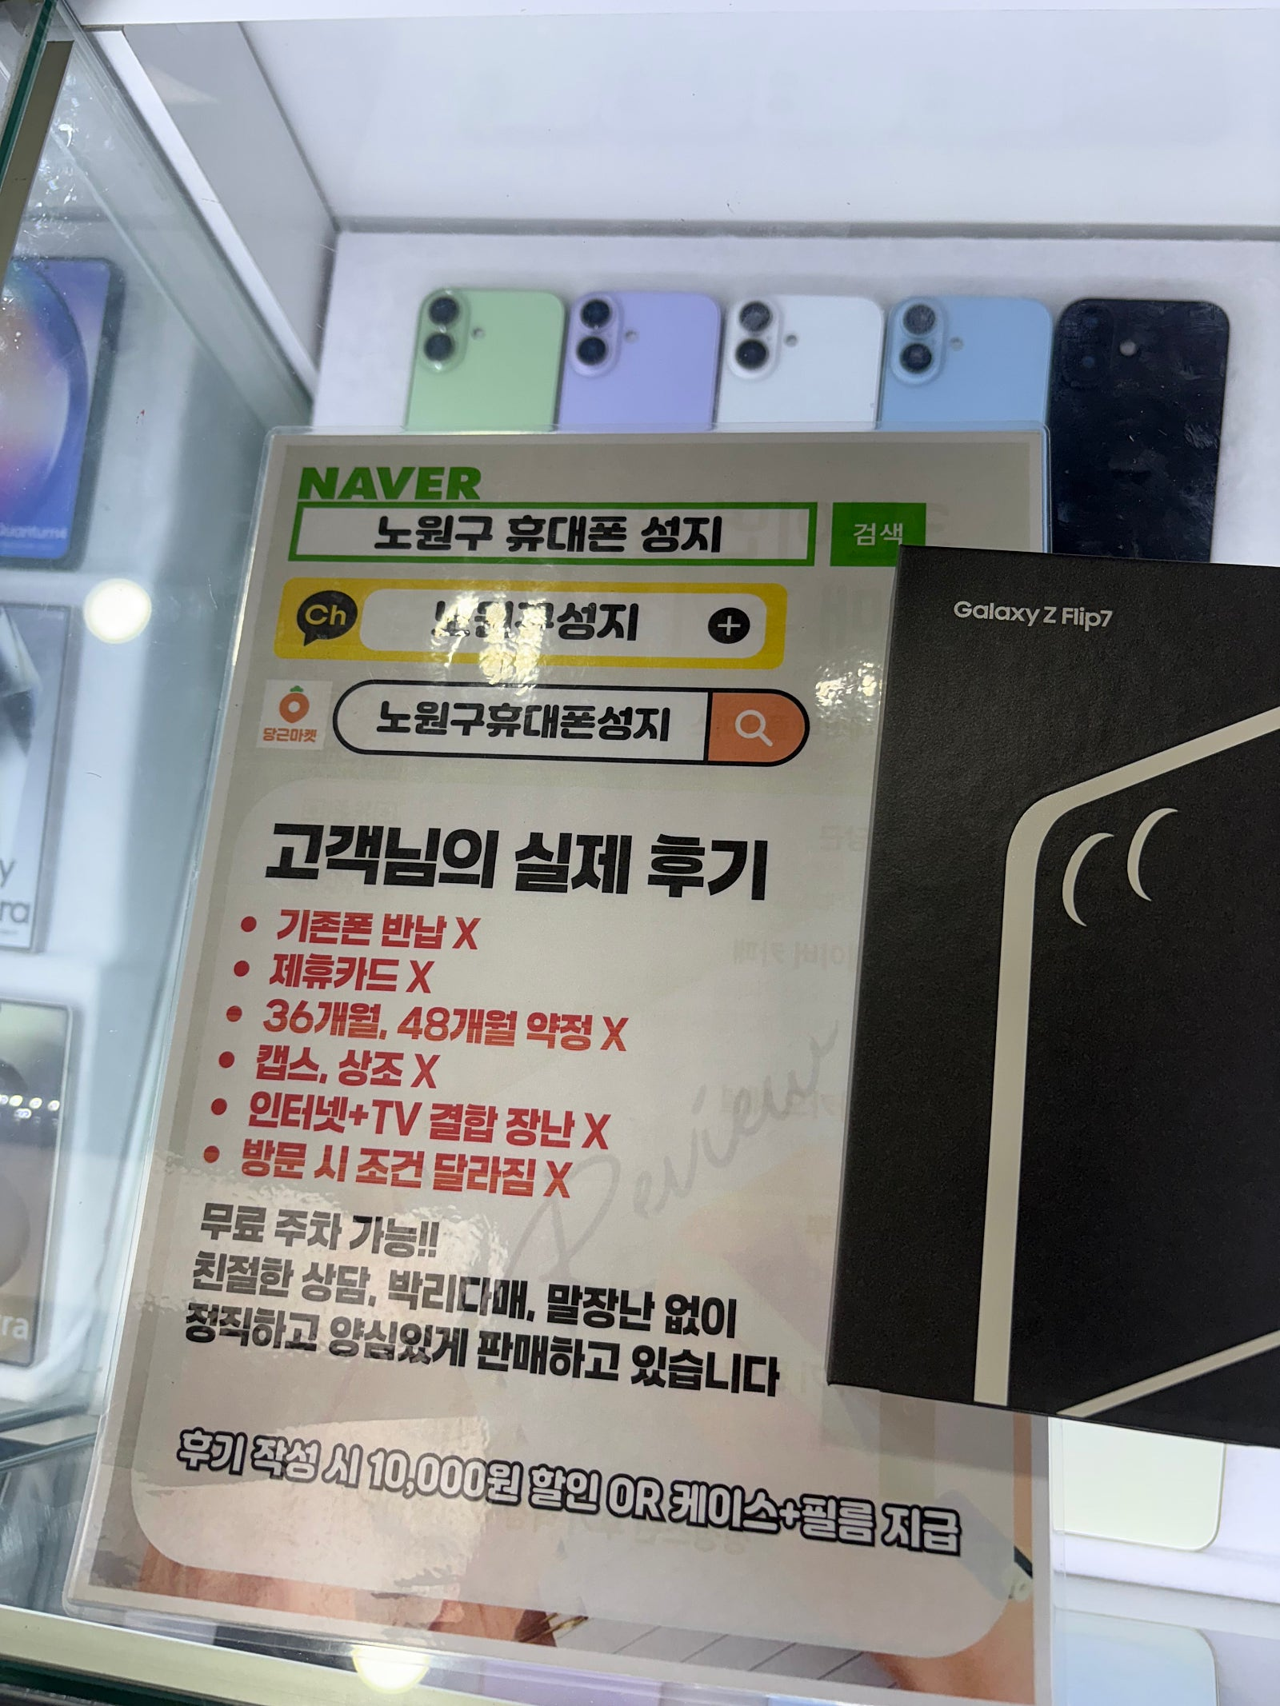 NAVER
노원구 휴대폰 성지
검색
Ch
노원구성지
당근마켓
노원구휴대폰성지
고객님의 실제 후기
• 기존폰 반납 X
• 제휴카드 X
• 36개월, 48개월 약정 X
• 캡스, 상조 X
• 인터넷+TV 결합 장난 X
• 방문 시 조건 달라짐 X
무료 주차 가능!!
친절한 상담, 박리다매, 말장난 없이
정직하고 양심있게 판매하고 있습니다
후기 작성 시 10,000원 할인 OR 케이스+필름 지급
Review
Galaxy Z Flip7
Quantum4